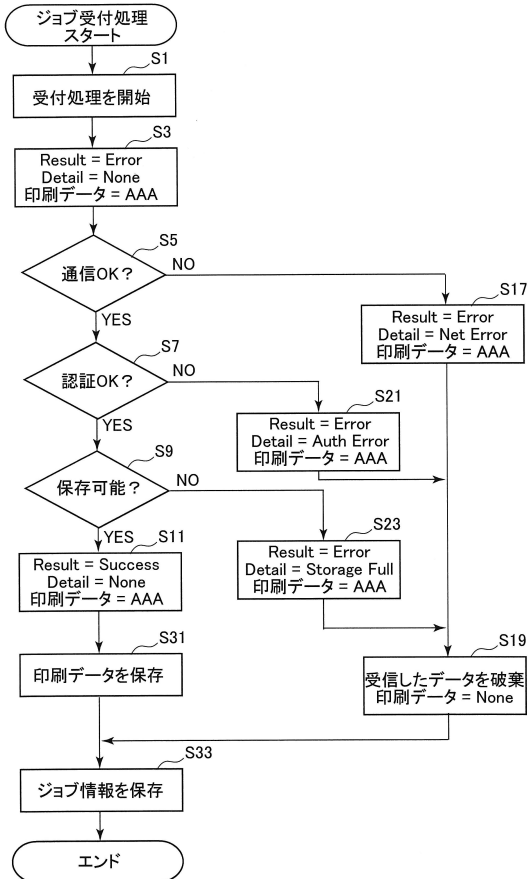 ジョブ受付処理
スタート
S1
受付処理を開始
S3
Result = Error
Detail = None
印刷データ = AAA
S5
通信OK？
NO
YES
S17
Result = Error
Detail = Net Error
印刷データ = AAA
S7
認証OK？
NO
YES
S21
Result = Error
Detail = Auth Error
印刷データ = AAA
S9
保存可能？
NO
YES
S23
Result = Error
Detail = Storage Full
印刷データ = AAA
S11
Result = Success
Detail = None
印刷データ = AAA
S31
印刷データを保存
S19
受信したデータを破棄
印刷データ = None
S33
ジョブ情報を保存
エンド